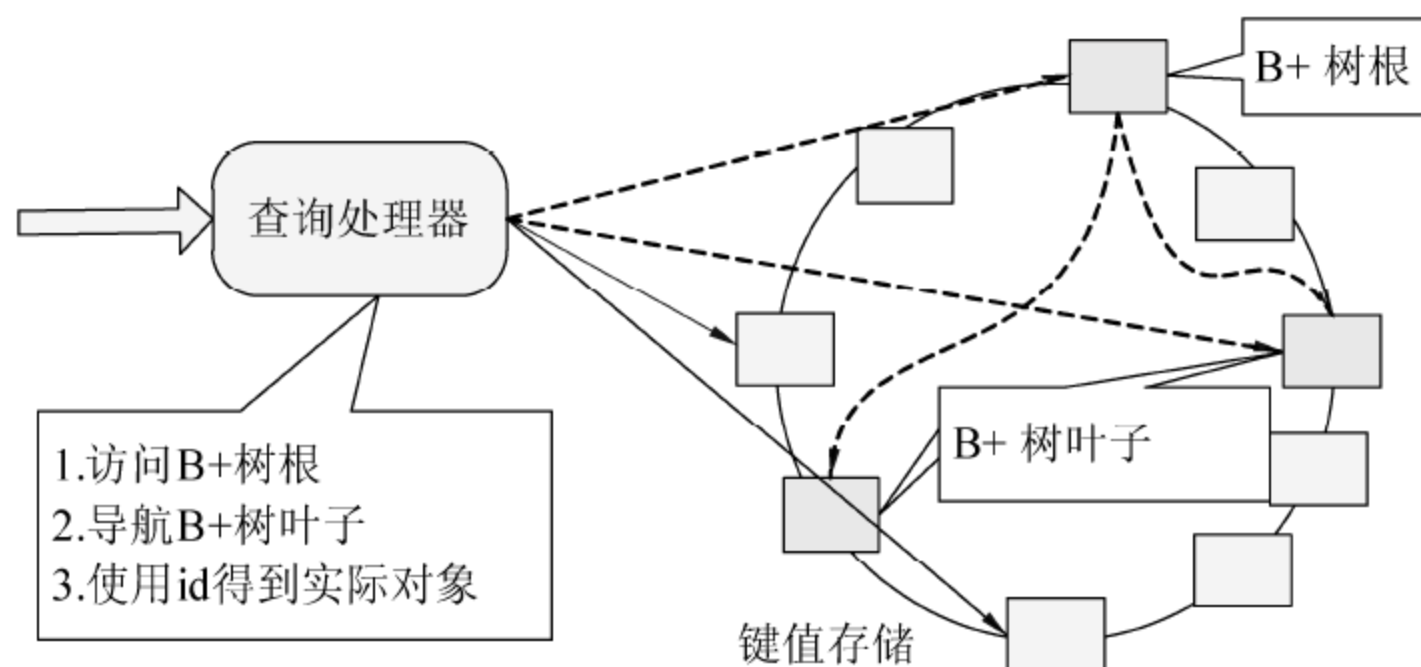 B+ 树根
查询处理器
B+ 树叶子
1.访问B+树根
2.导航B+树叶子
3.使用id得到实际对象
键值存储